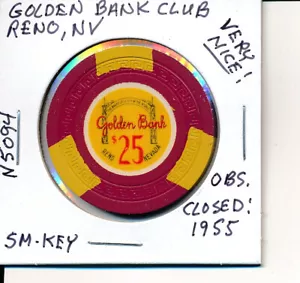 GOLDEN BANK CLUB
RENO, NV
VERY
NICE!
N5094
Golden Bank
$25
RENO NEVADA
OBS.
CLOSED:
1955
SM-KEY